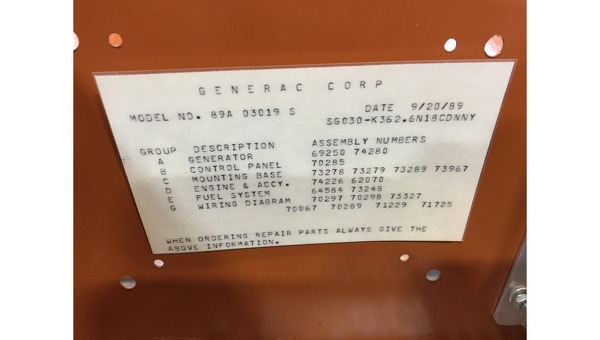 GENERAC CORP
MODEL NO. 89A 03019 S DATE 9/20/89
SG030-K362.6N18CDNNY
GROUP DESCRIPTION ASSEMBLY NUMBERS
A GENERATOR 69250 74280
B CONTROL PANEL 70285
C MOUNTING BASE 73278 73279 73289 73967
D ENGINE & ACCY. 74226 62070
E FUEL SYSTEM 64584 73248
G WIRING DIAGRAM 70297 70298 73327
70067 70289 71229 71725
WHEN ORDERING REPAIR PARTS ALWAYS GIVE THE
ABOVE INFORMATION.